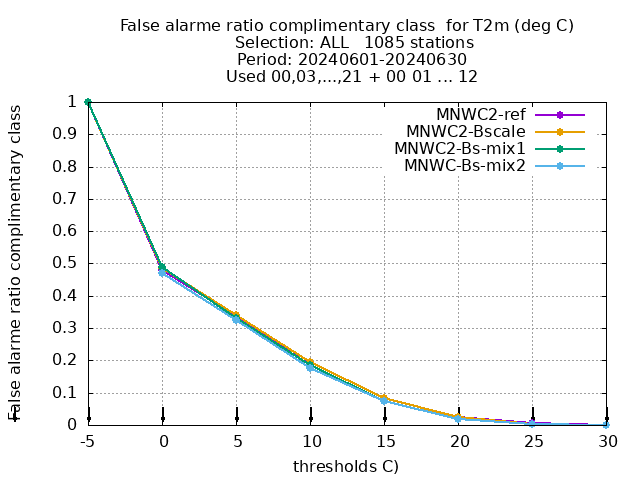 False alarme ratio complimentary class  for T2m (deg C)
Selection: ALL   1085 stations
Period: 20240601-20240630
Used 00,03,...,21 + 00 01 ... 12
MNWC2-ref
MNWC2-Bscale
MNWC2-Bs-mix1
MNWC-Bs-mix2
False alarme ratio complimentary class
1
0.9
0.8
0.7
0.6
0.5
0.4
0.3
0.2
0.1
0
-5 0 5 10 15 20 25 30
thresholds C)